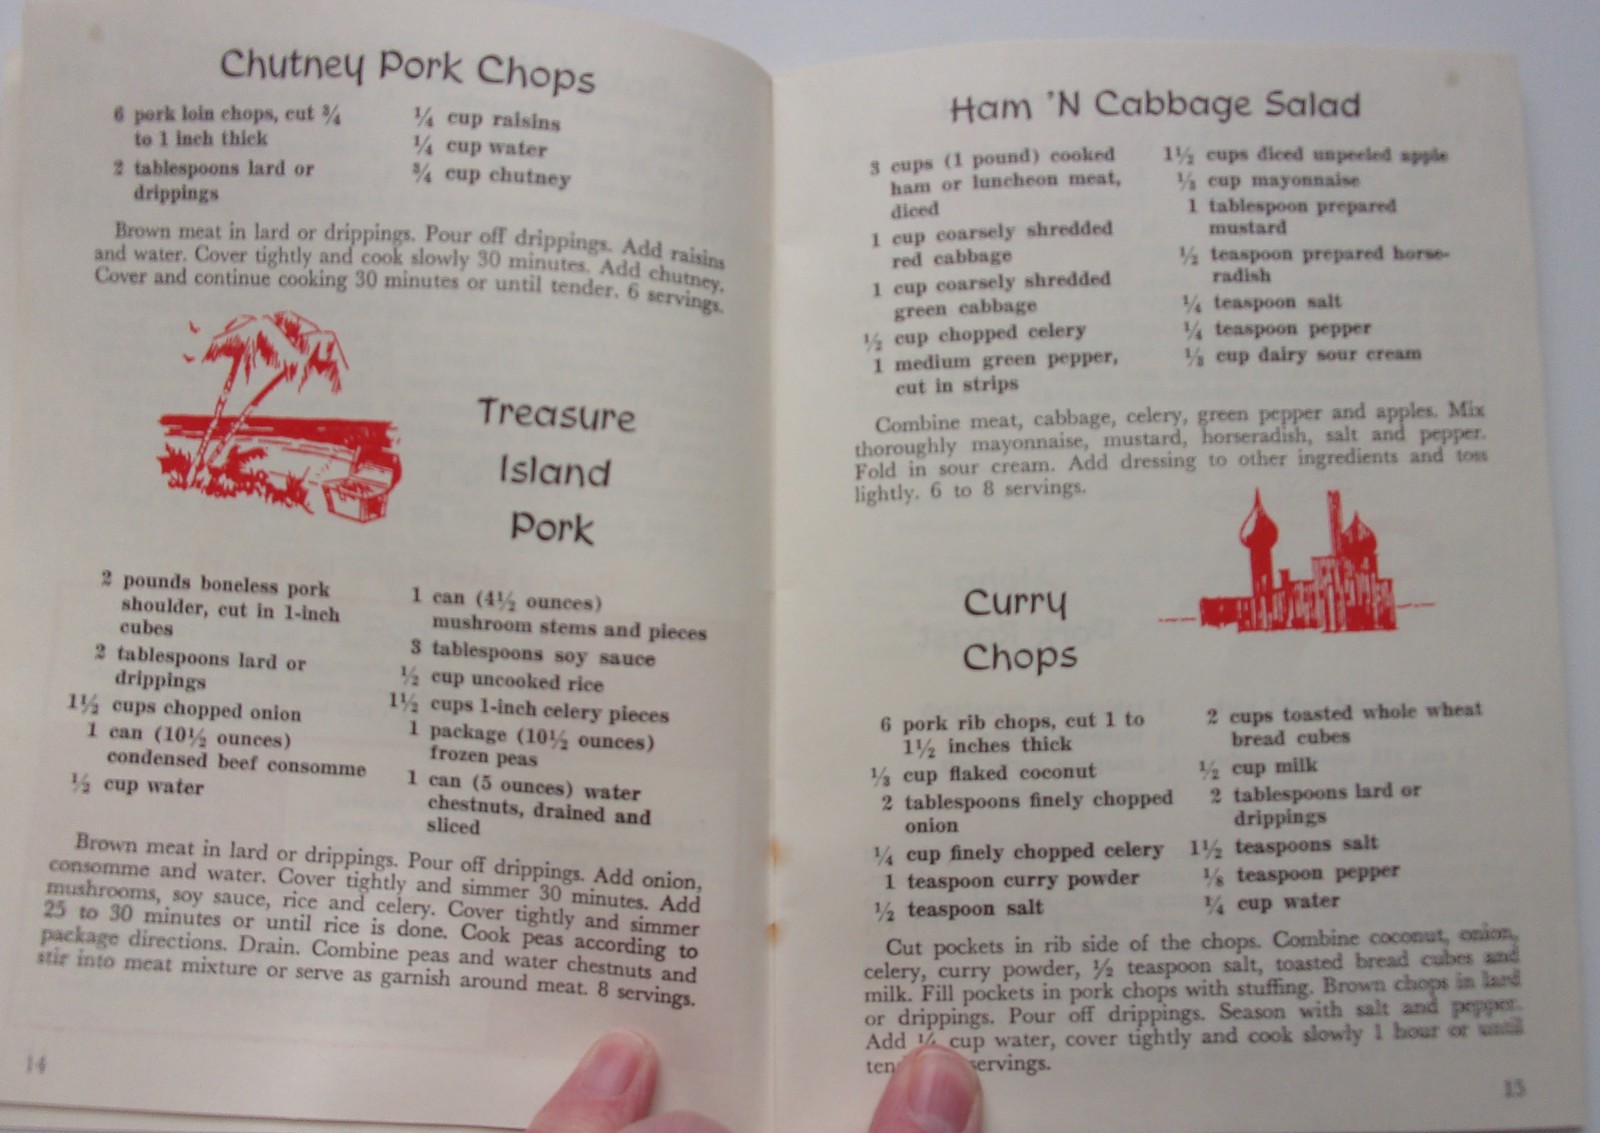 Chutney Pork Chops
6 pork loin chops, cut ¾
to 1 inch thick
2 tablespoons lard or
drippings
¼ cup raisins
¼ cup water
¾ cup chutney
Brown meat in lard or drippings. Pour off drippings. Add raisins
and water. Cover tightly and cook slowly 30 minutes. Add chutney.
Cover and continue cooking 30 minutes or until tender. 6 servings.
Treasure
Island
Pork
2 pounds boneless pork
shoulder, cut in 1-inch
cubes
2 tablespoons lard or
drippings
1½ cups chopped onion
1 can (10½ ounces)
condensed beef consomme
½ cup water
1 can (4½ ounces)
mushroom stems and pieces
3 tablespoons soy sauce
½ cup uncooked rice
1½ cups 1-inch celery pieces
1 package (10½ ounces)
frozen peas
1 can (5 ounces) water
chestnuts, drained and
sliced
Brown meat in lard or drippings. Pour off drippings. Add onion,
consomme and water. Cover tightly and simmer 30 minutes. Add
mushrooms, soy sauce, rice and celery. Cover tightly and simmer
25 to 30 minutes or until rice is done. Cook peas according to
package directions. Drain. Combine peas and water chestnuts and
stir into meat mixture or serve as garnish around meat. 8 servings.
14
Ham 'N Cabbage Salad
3 cups (1 pound) cooked
ham or luncheon meat,
diced
1 cup coarsely shredded
red cabbage
1 cup coarsely shredded
green cabbage
½ cup chopped celery
1 medium green pepper,
cut in strips
1½ cups diced unpeeled apple
⅓ cup mayonnaise
1 tablespoon prepared
mustard
½ teaspoon prepared horse-
radish
¼ teaspoon salt
¼ teaspoon pepper
⅓ cup dairy sour cream
Combine meat, cabbage, celery, green pepper and apples. Mix
thoroughly mayonnaise, mustard, horseradish, salt and pepper.
Fold in sour cream. Add dressing to other ingredients and toss
lightly. 6 to 8 servings.
Curry
Chops
6 pork rib chops, cut 1 to
1½ inches thick
⅓ cup flaked coconut
2 tablespoons finely chopped
onion
¼ cup finely chopped celery
1 teaspoon curry powder
½ teaspoon salt
2 cups toasted whole wheat
bread cubes
½ cup milk
2 tablespoons lard or
drippings
1½ teaspoons salt
⅛ teaspoon pepper
¼ cup water
Cut pockets in rib side of the chops. Combine coconut, onion,
celery, curry powder, ½ teaspoon salt, toasted bread cubes and
milk. Fill pockets in pork chops with stuffing. Brown chops in lard
or drippings. Pour off drippings. Season with salt and pepper.
Add ¼ cup water, cover tightly and cook slowly 1 hour or until
ten servings.
15